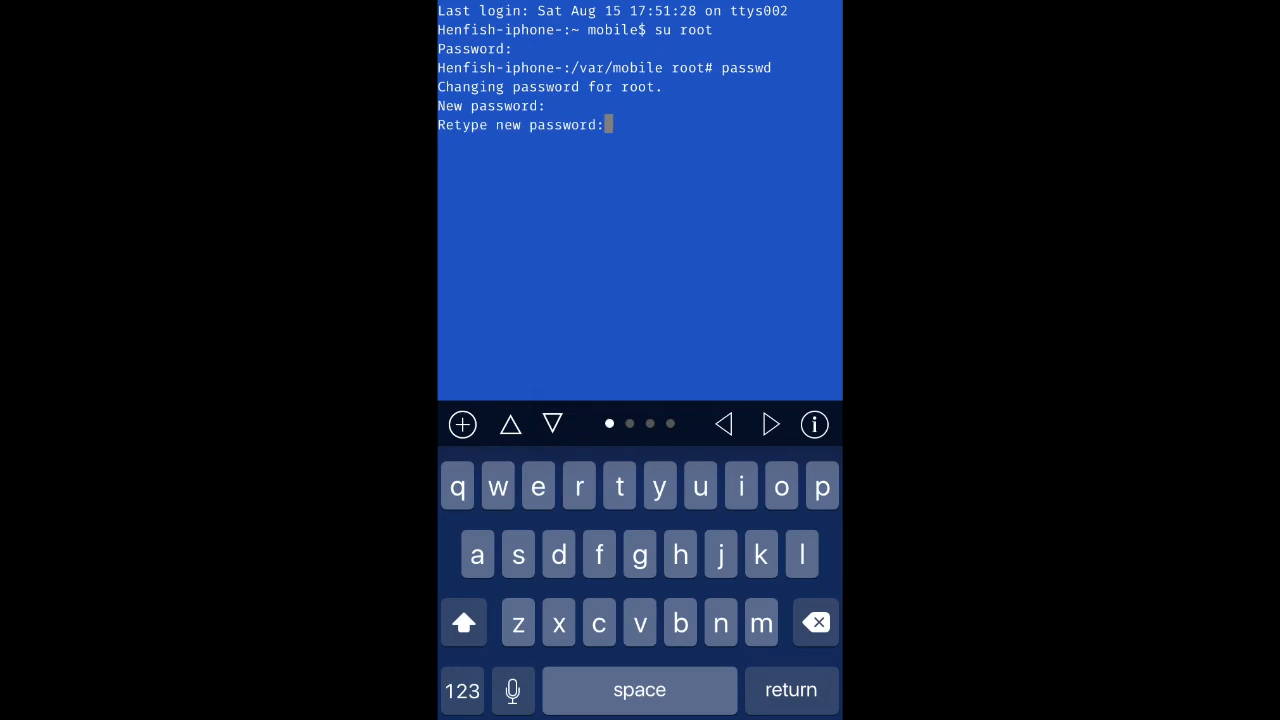 Last login: Sat Aug 15 17:51:28 on ttys002
Henfish-iphone-:~ mobile$ su root
Password:
Henfish-iphone-:/var/mobile root# passwd
Changing password for root.
New password:
Retype new password:
q w e r t y u i o p
a s d f g h j k l
z x c v b n m
123 space return